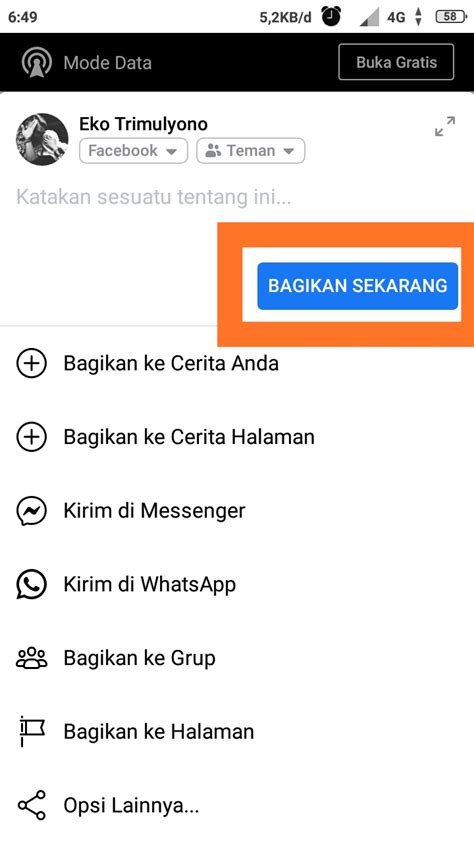 6:49 5,2KB/d 4G 58
Mode Data Buka Gratis
Eko Trimulyono
Facebook Teman
Katakan sesuatu tentang ini...
BAGIKAN SEKARANG
Bagikan ke Cerita Anda
Bagikan ke Cerita Halaman
Kirim di Messenger
Kirim di WhatsApp
Bagikan ke Grup
Bagikan ke Halaman
Opsi Lainnya...